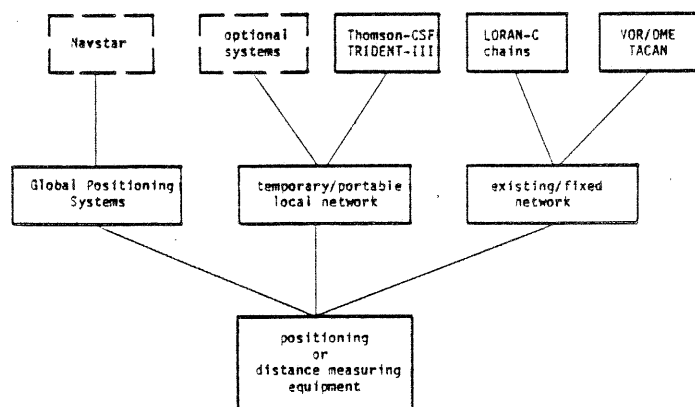 Navstar
optional
systems
Thomson-CSF
TRIDENT-III
LORAN-C
chains
VOR/DME
TACAN
Global Positioning
Systems
temporary/portable
local network
existing/fixed
network
positioning
or
distance measuring
equipment